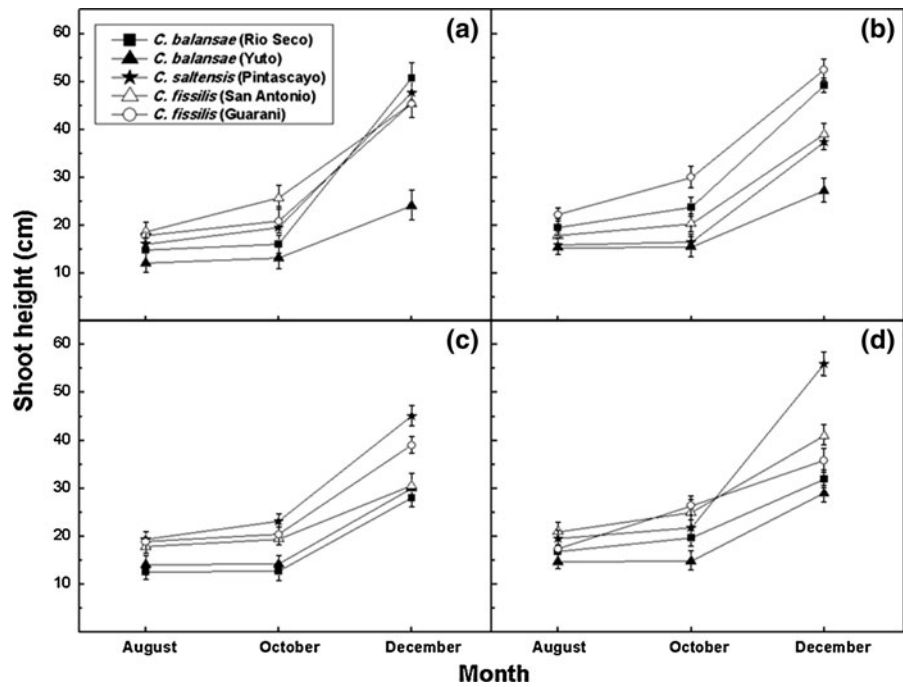 (a)
(b)
60
50
40
30
20
10
C. balansae (Rio Seco)
C. balansae (Yuto)
C. saltensis (Pintascayo)
C. fissilis (San Antonio)
C. fissilis (Guarani)
Shoot height (cm)
(c)
(d)
60
50
40
30
20
10
August October December August October December
Month